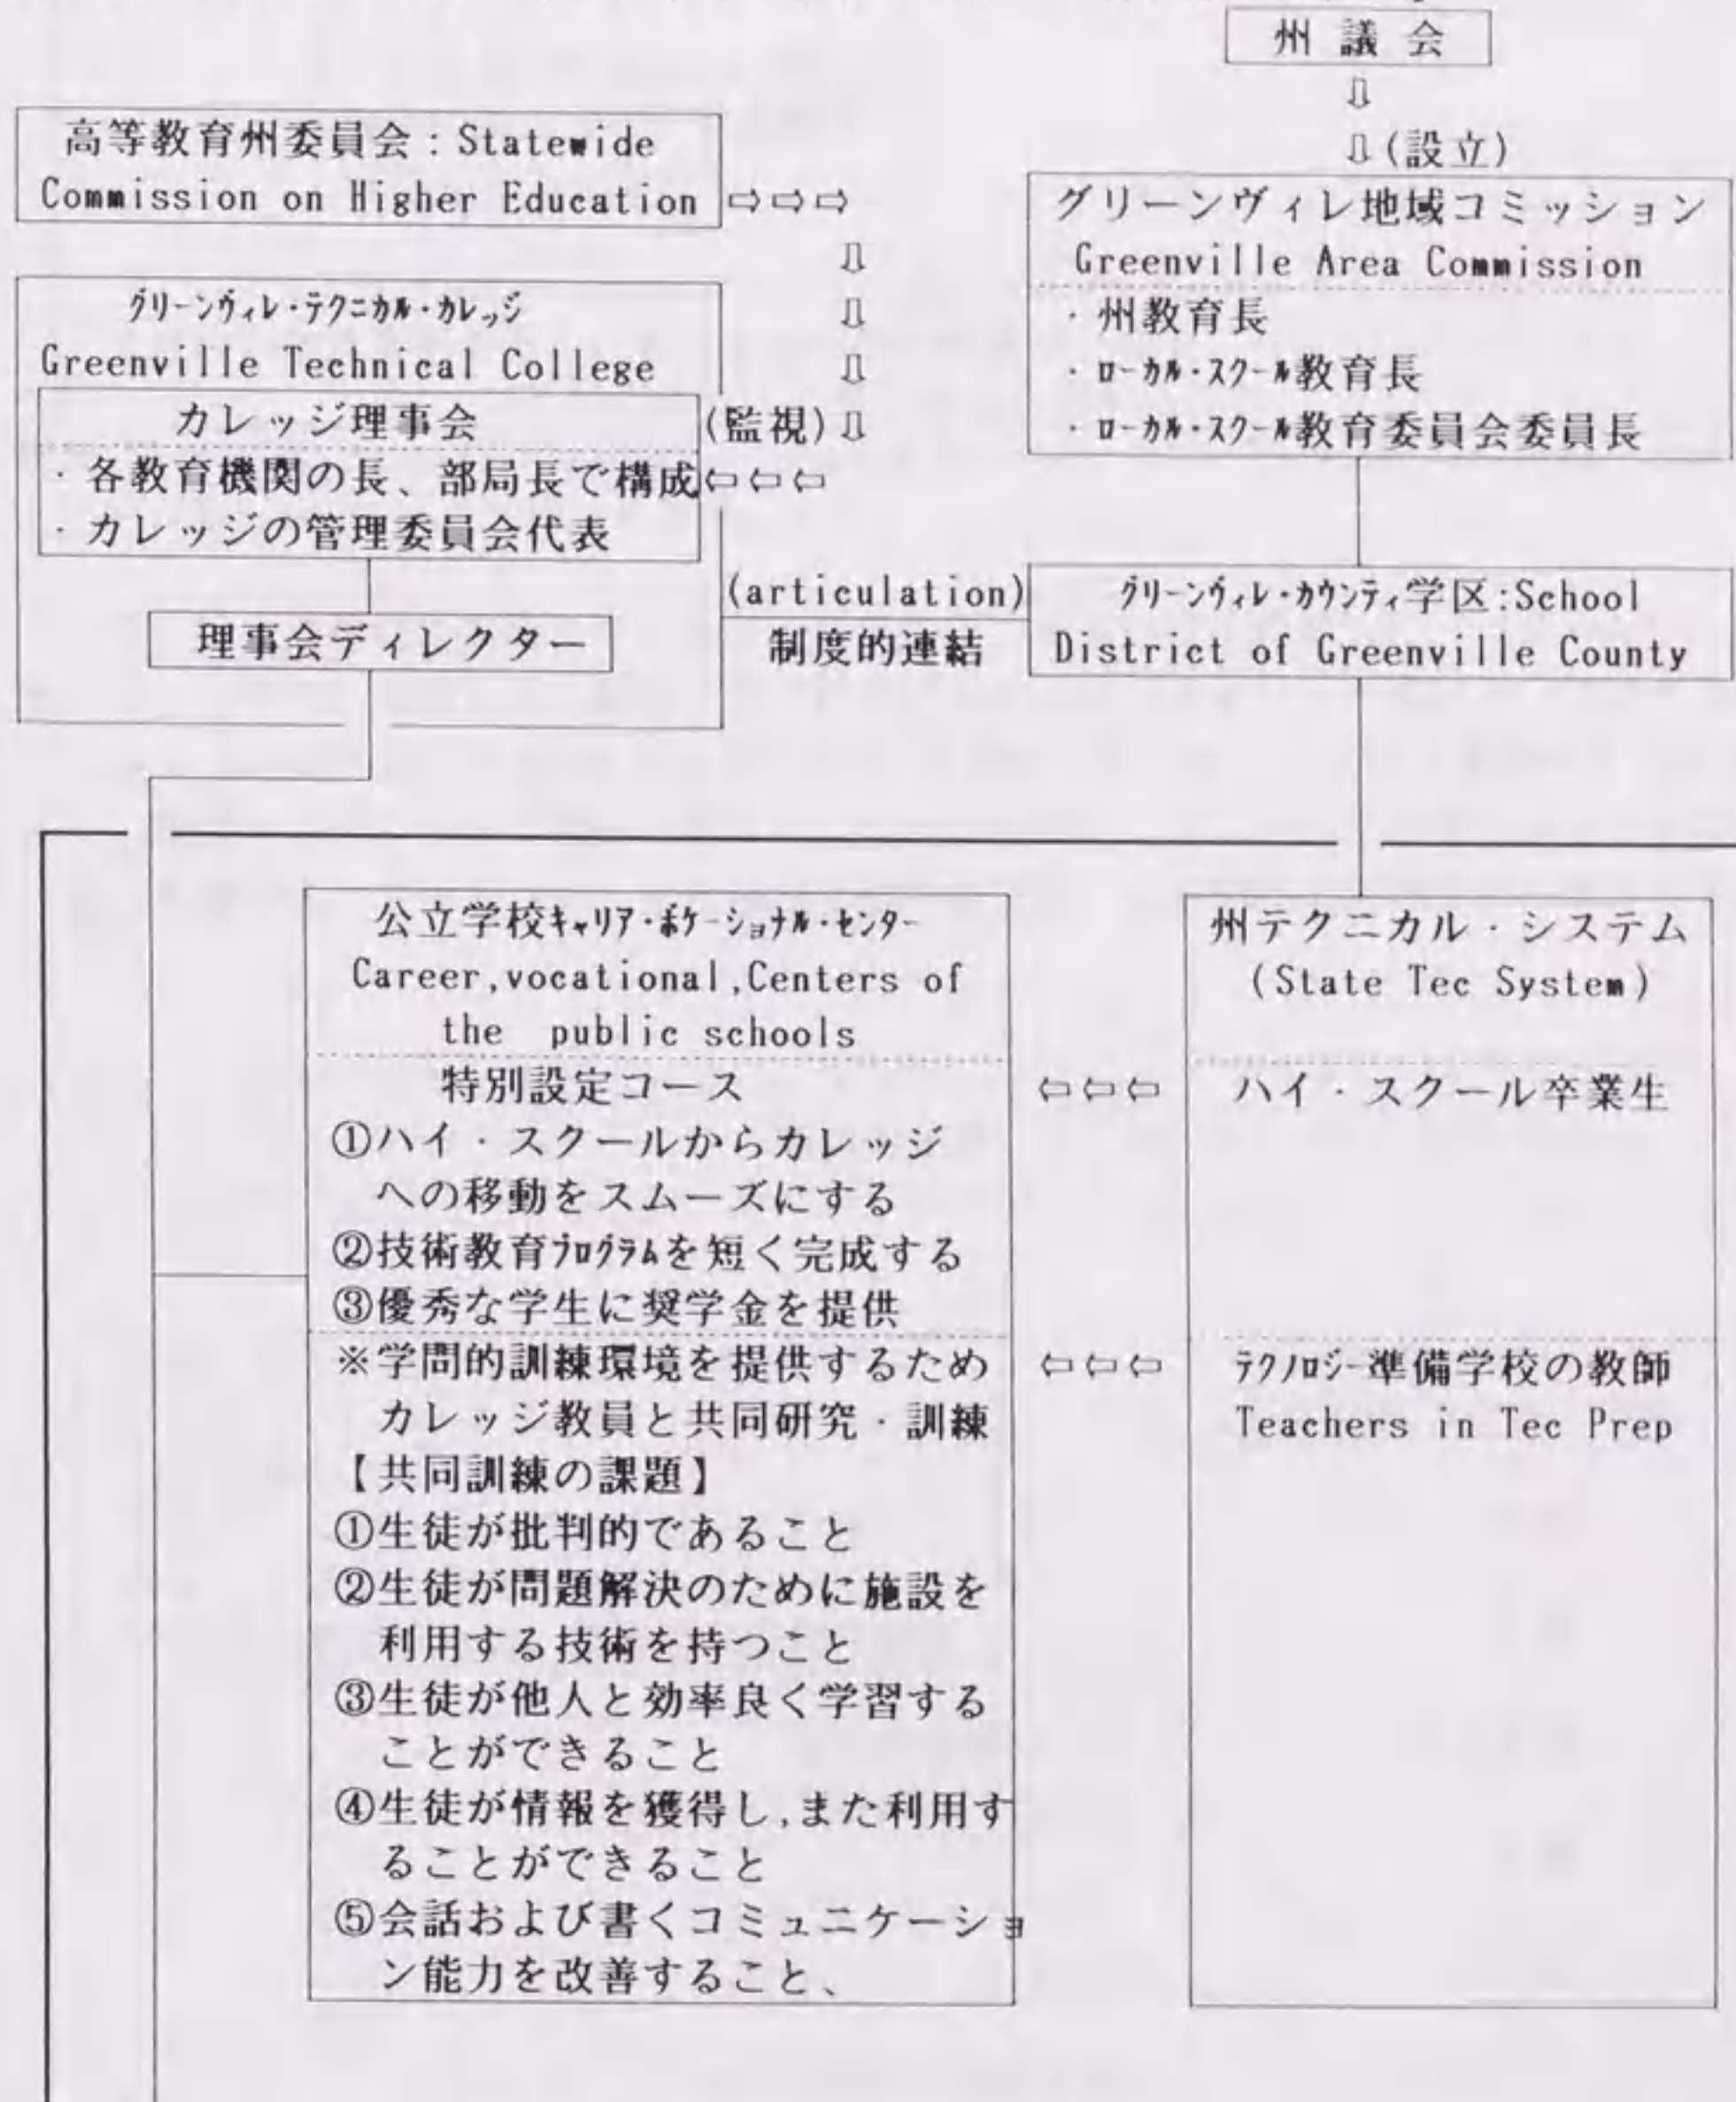 州 議 会
⇩
⇩(設立)
高等教育州委員会:Statewide
Commission on Higher Education
⇨⇨⇨
⇩
⇩
⇩
(監視)⇩
⇦⇦⇦
グリーンヴィレ地域コミッション
Greenville Area Commission
・州教育長
・ローカル・スクール教育長
・ローカル・スクール教育委員会委員長
グリーンヴィレ・テクニカル・カレッジ
Greenville Technical College
カレッジ理事会
・各教育機関の長、部局長で構成
・カレッジの管理委員会代表
理事会ディレクター
(articulation)
制度的連結
グリーンヴィレ・カウンティ学区:School
District of Greenville County
公立学校キャリア・ボケーショナル・センター
Career,vocational,Centers of
the public schools
特別設定コース
①ハイ・スクールからカレッジ
への移動をスムーズにする
②技術教育プログラムを短く完成する
③優秀な学生に奨学金を提供
※学問的訓練環境を提供するため
カレッジ教員と共同研究・訓練
【共同訓練の課題】
①生徒が批判的であること
②生徒が問題解決のために施設を
利用する技術を持つこと
③生徒が他人と効率良く学習する
ことができること
④生徒が情報を獲得し,また利用す
ることができること
⑤会話および書くコミュニケーショ
ン能力を改善すること、
州テクニカル・システム
(State Tec System)
⇦⇦⇦
ハイ・スクール卒業生
⇦⇦⇦
テクノロジー準備学校の教師
Teachers in Tec Prep